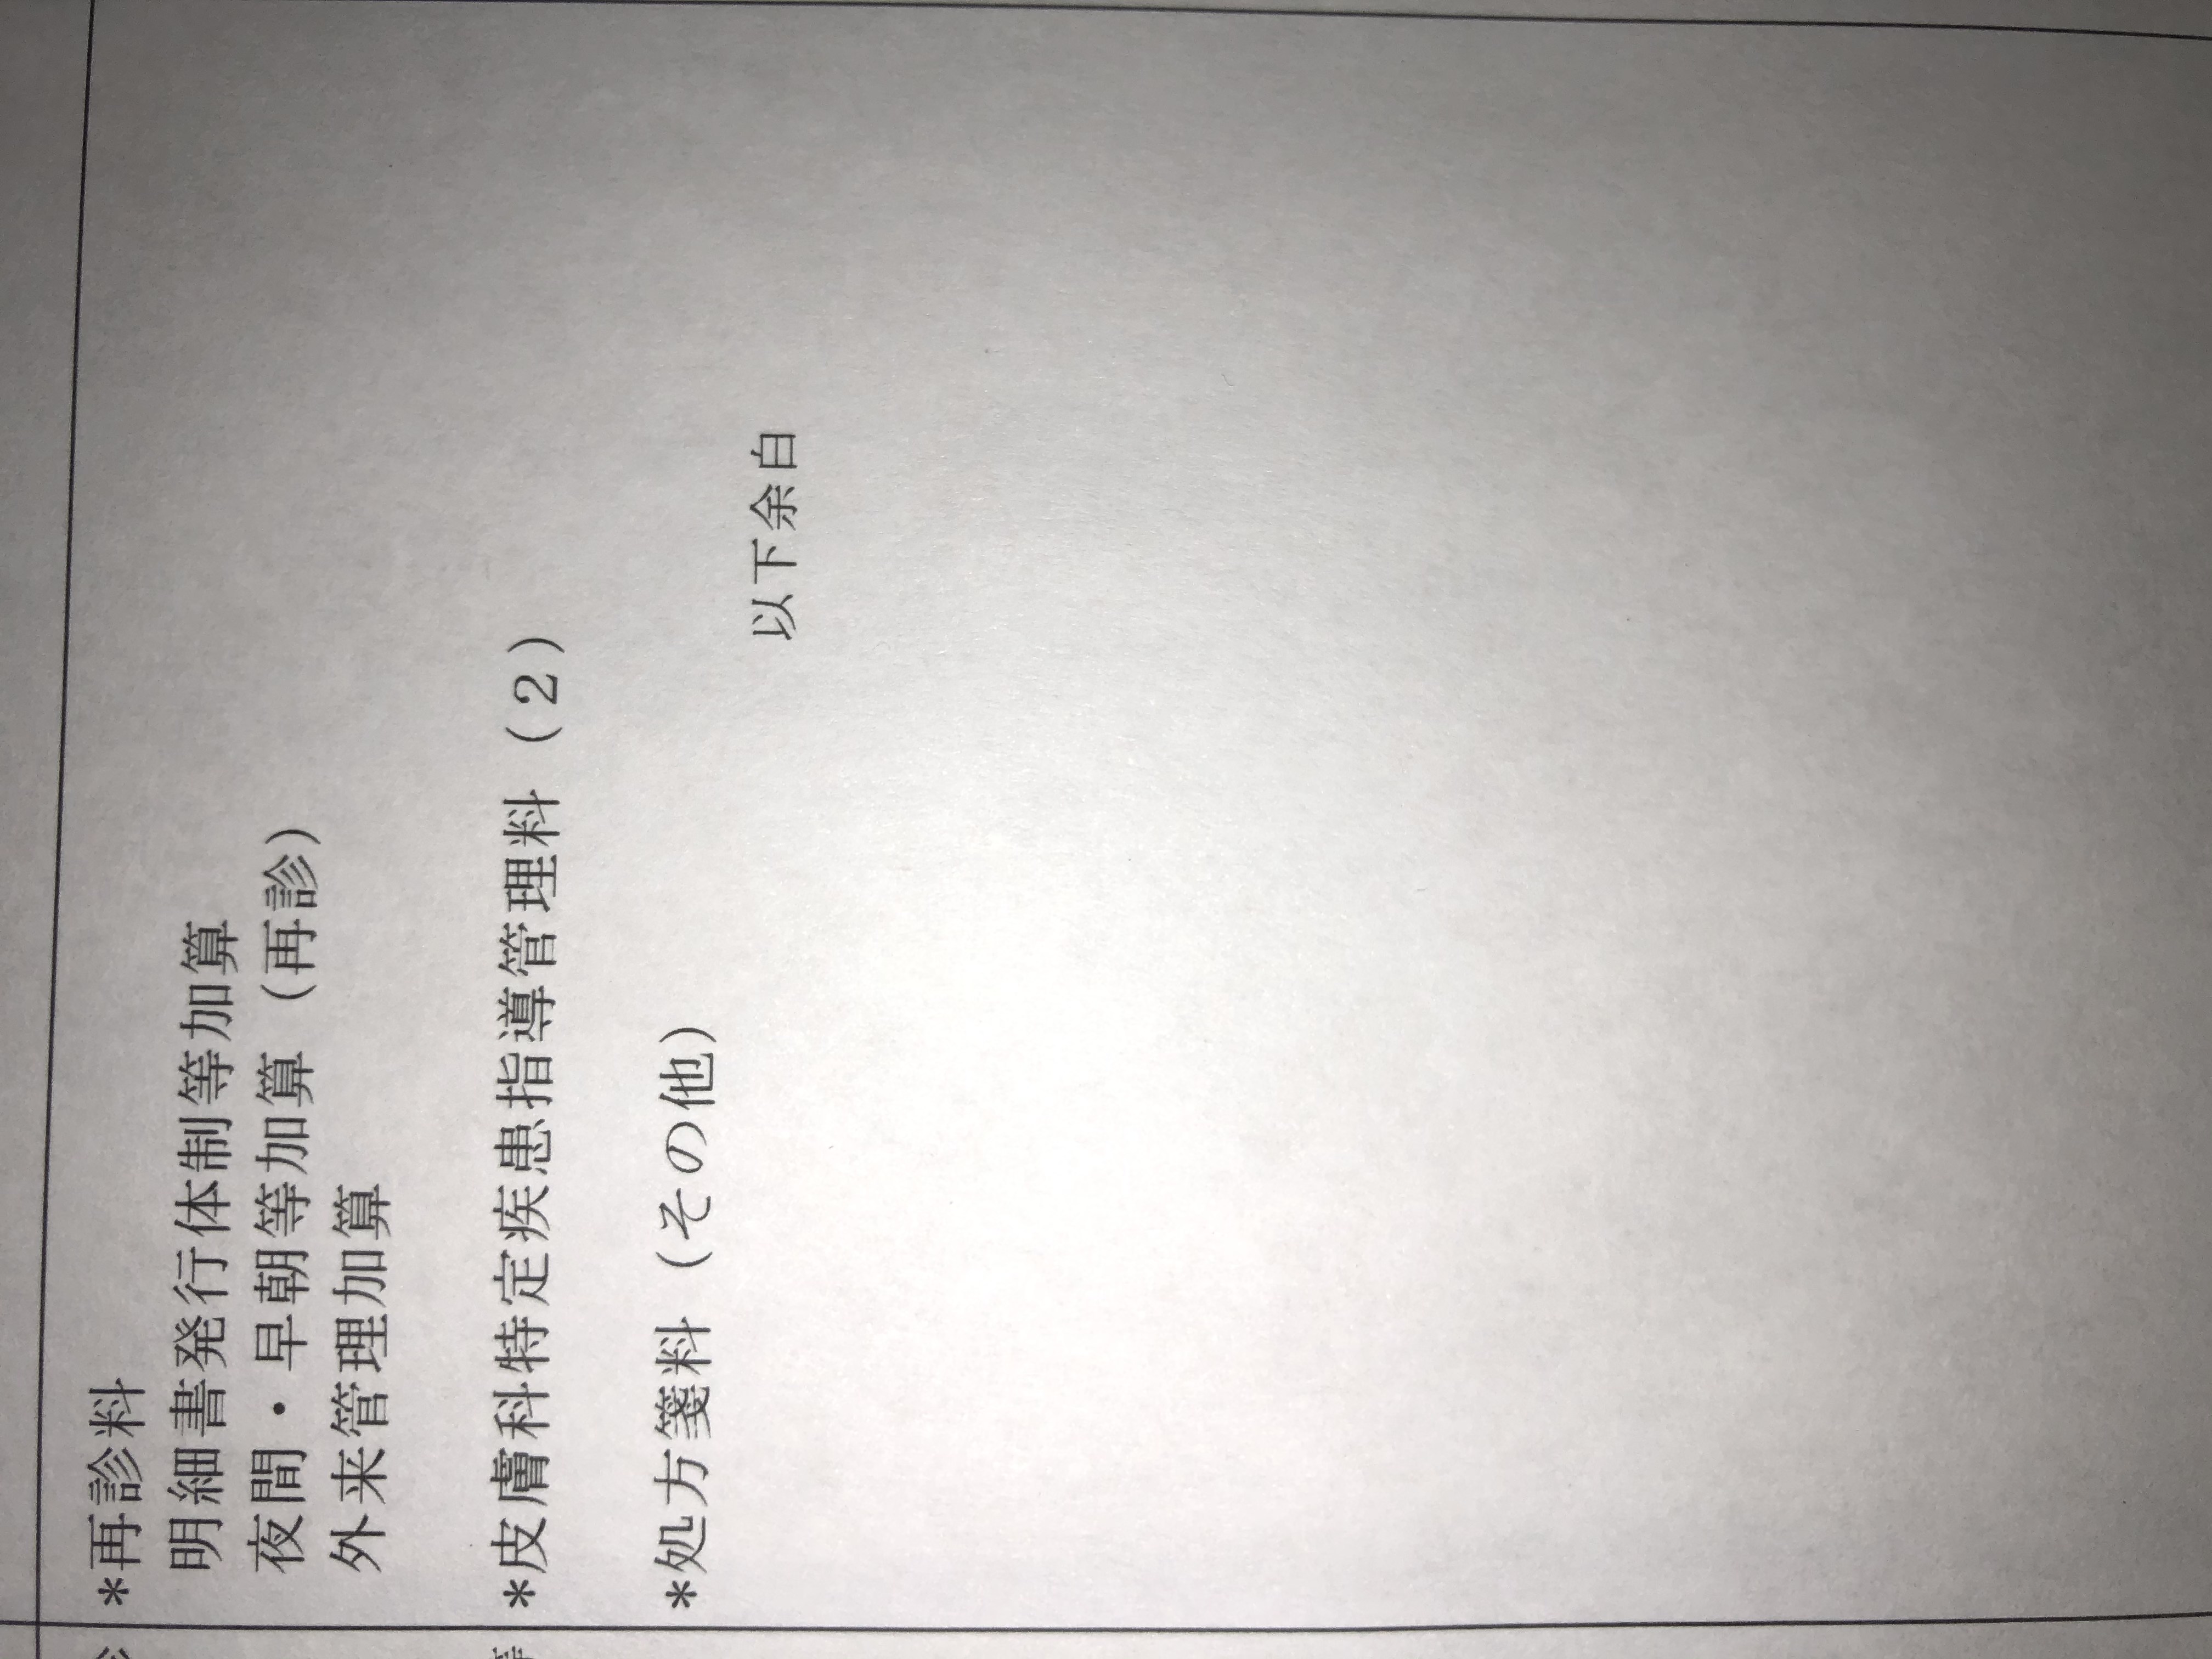 *再診料
明細書発行体制等加算
夜間・早朝等加算（再診）
外来管理加算
*皮膚科特定疾患指導管理料（２）
*処方箋料（その他）
以下余白